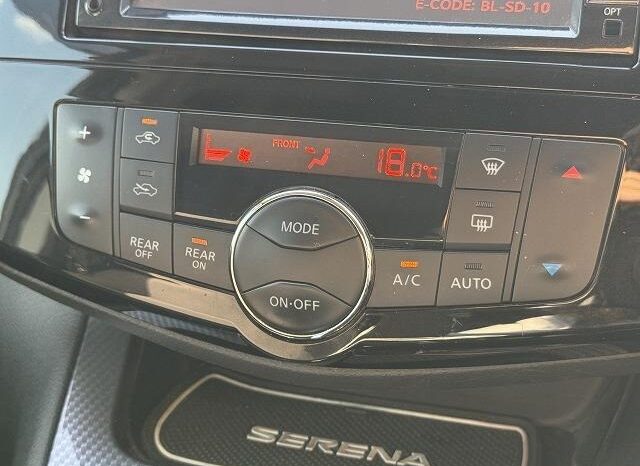 E-CODE: BL-SD-10
OPT
FRONT
18.0°C
MODE
REAR OFF
REAR ON
ON·OFF
A/C
AUTO
SERENA